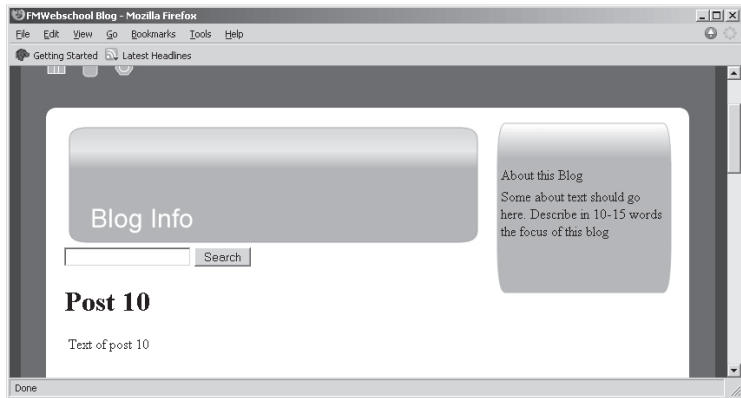 FMWebschool Blog - Mozilla Firefox
File Edit View Go Bookmarks Tools Help
Getting Started Latest Headlines
Blog Info
Search
Post 10
Text of post 10
About this Blog
Some about text should go
here. Describe in 10-15 words
the focus of this blog
Done